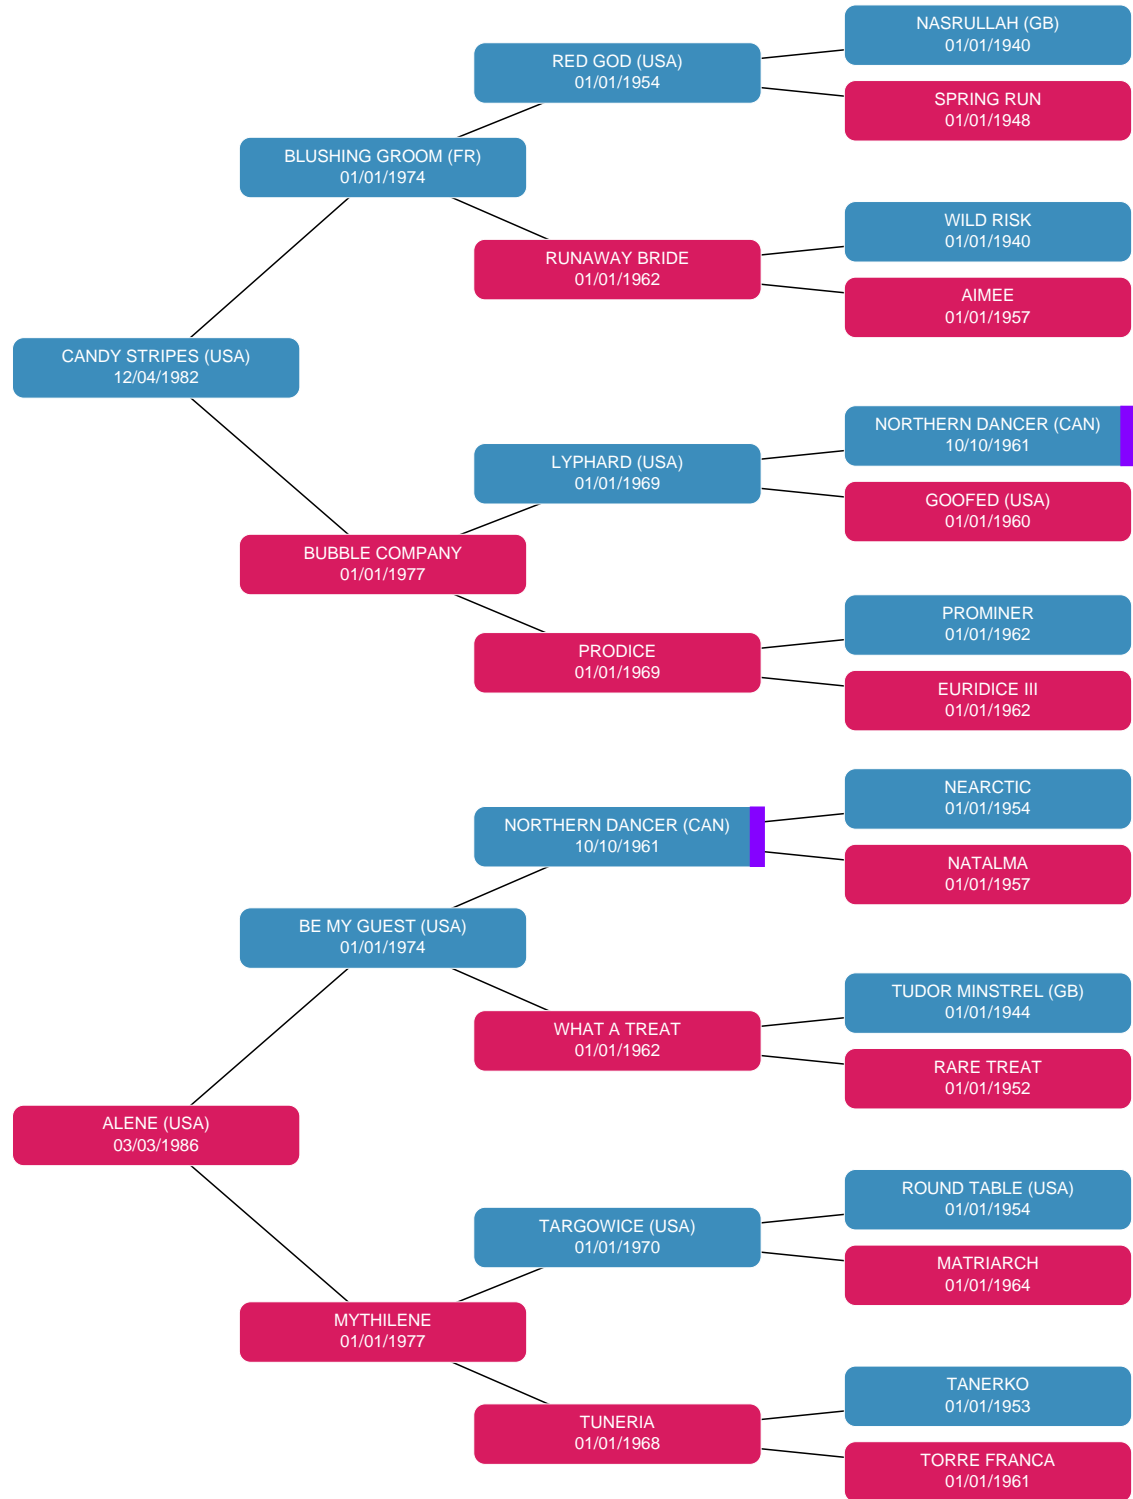 NASRULLAH (GB)
01/01/1940
RED GOD (USA)
01/01/1954
SPRING RUN
01/01/1948
BLUSHING GROOM (FR)
01/01/1974
WILD RISK
01/01/1940
RUNAWAY BRIDE
01/01/1962
AIMEE
01/01/1957
CANDY STRIPES (USA)
12/04/1982
NORTHERN DANCER (CAN)
10/10/1961
LYPHARD (USA)
01/01/1969
GOOFED (USA)
01/01/1960
BUBBLE COMPANY
01/01/1977
PROMINER
01/01/1962
PRODICE
01/01/1969
EURIDICE III
01/01/1962
NEARCTIC
01/01/1954
NORTHERN DANCER (CAN)
10/10/1961
NATALMA
01/01/1957
BE MY GUEST (USA)
01/01/1974
TUDOR MINSTREL (GB)
01/01/1944
WHAT A TREAT
01/01/1962
RARE TREAT
01/01/1952
ALENE (USA)
03/03/1986
ROUND TABLE (USA)
01/01/1954
TARGOWICE (USA)
01/01/1970
MATRIARCH
01/01/1964
MYTHILENE
01/01/1977
TANERKO
01/01/1953
TUNERIA
01/01/1968
TORRE FRANCA
01/01/1961